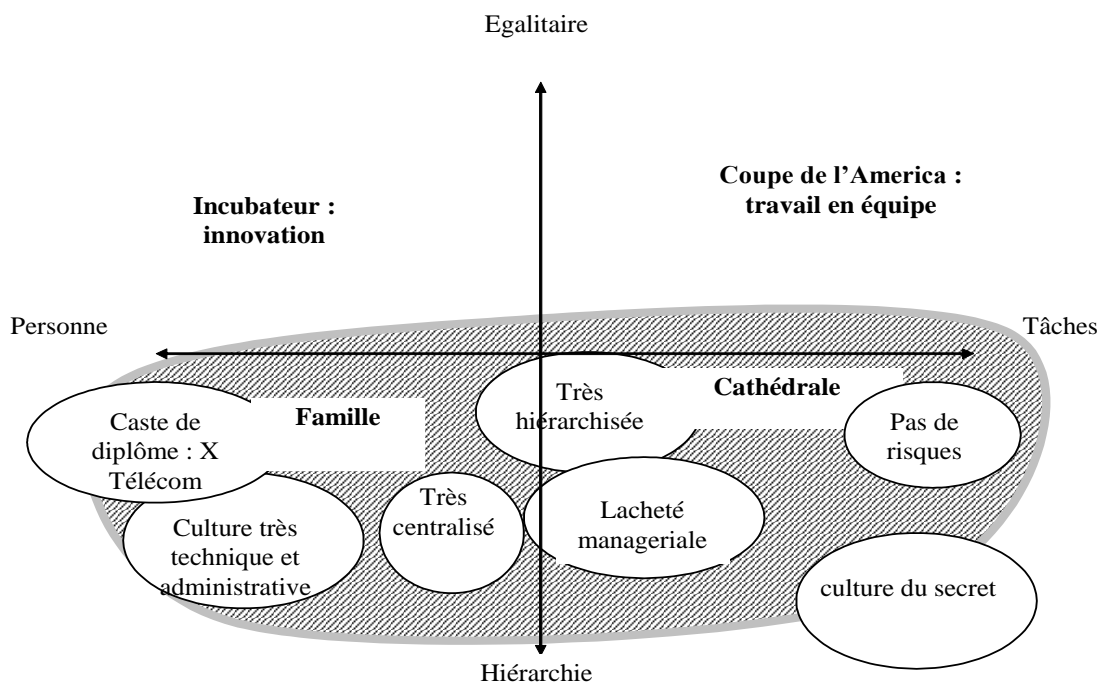 Egalitaire
Coupe de l’America :
travail en équipe
Incubateur :
innovation
Personne
Tâches
Caste de
diplôme : X
Télécom
Famille
Très
hiérarchisée
Cathédrale
Pas de
risques
Culture très
technique et
administrative
Très
centralisé
Lacheté
manageriale
culture du secret
Hiérarchie